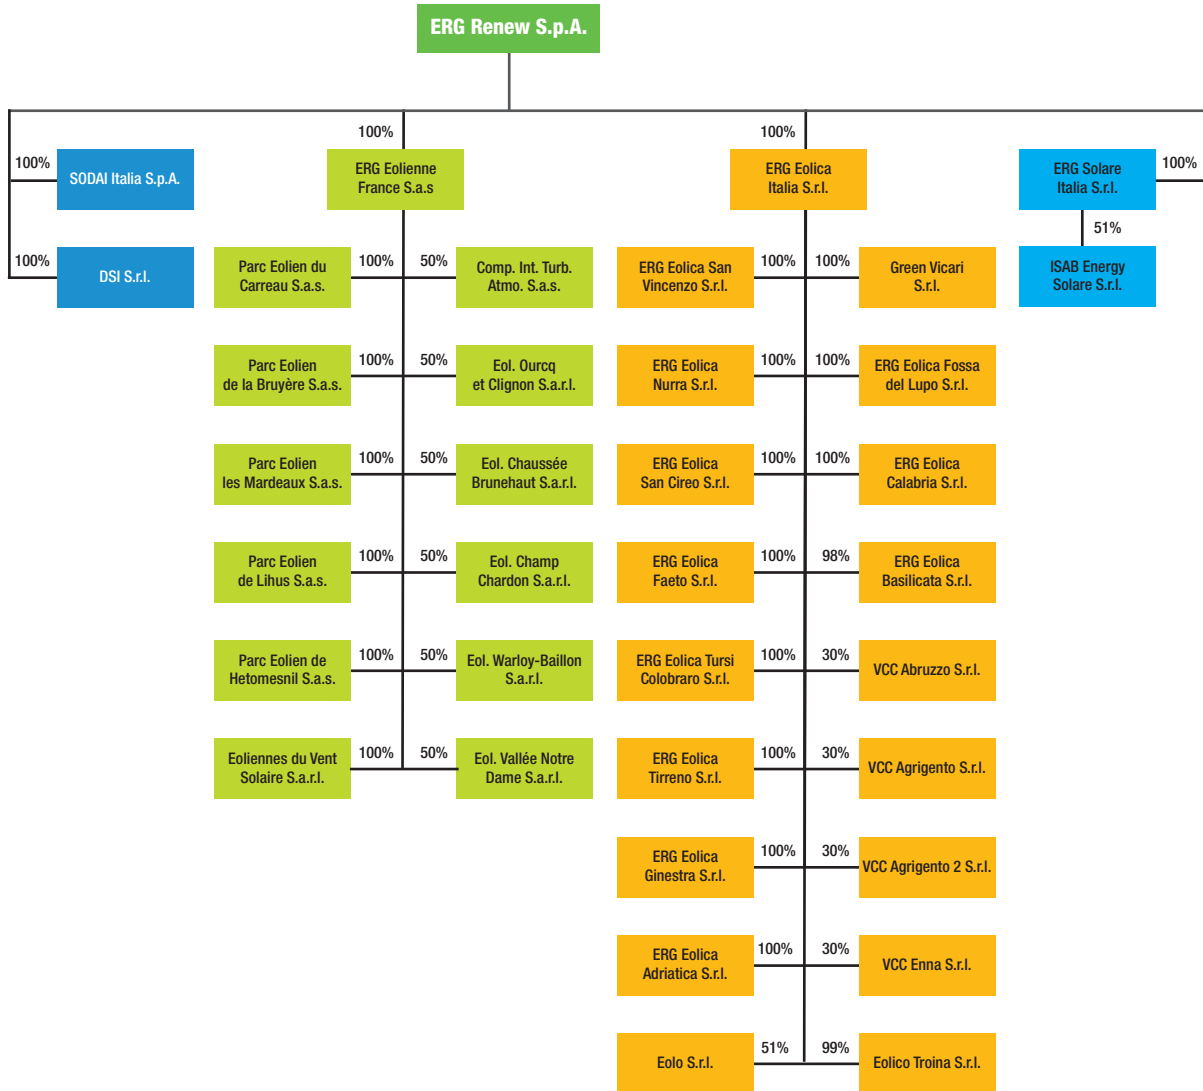 ERG Renew S.p.A.
100%
100%
100%
SODAI Italia S.p.A.
ERG Eolienne
France S.a.s
ERG Eolica
Italia S.r.l.
ERG Solare
Italia S.r.l.
100%
51%
100%
DSI S.r.l.
Parc Eolien du
Carreau S.a.s.
100%
50%
Comp. Int. Turb.
Atmo. S.a.s.
ERG Eolica San
Vincenzo S.r.l.
100%
100%
Green Vicari
S.r.l.
ISAB Energy
Solare S.r.l.
Parc Eolien
de la Bruyère S.a.s.
100%
50%
Eol. Ourcq
et Clignon S.a.r.l.
ERG Eolica
Nurra S.r.l.
100%
100%
ERG Eolica Fossa
del Lupo S.r.l.
Parc Eolien
les Mardeaux S.a.s.
100%
50%
Eol. Chaussée
Brunehaut S.a.r.l.
ERG Eolica
San Cireo S.r.l.
100%
100%
ERG Eolica
Calabria S.r.l.
Parc Eolien
de Lihus S.a.s.
100%
50%
Eol. Champ
Chardon S.a.r.l.
ERG Eolica
Faeto S.r.l.
100%
98%
ERG Eolica
Basilicata S.r.l.
Parc Eolien de
Hetomesnil S.a.s.
100%
50%
Eol. Warloy-Baillon
S.a.r.l.
ERG Eolica Tursi
Colobraro S.r.l.
100%
30%
VCC Abruzzo S.r.l.
Eoliennes du Vent
Solaire S.a.r.l.
100%
50%
Eol. Vallée Notre
Dame S.a.r.l.
ERG Eolica
Tirreno S.r.l.
100%
30%
VCC Agrigento S.r.l.
ERG Eolica
Ginestra S.r.l.
100%
30%
VCC Agrigento 2 S.r.l.
ERG Eolica
Adriatica S.r.l.
100%
30%
VCC Enna S.r.l.
Eolo S.r.l.
51%
99%
Eolico Troina S.r.l.